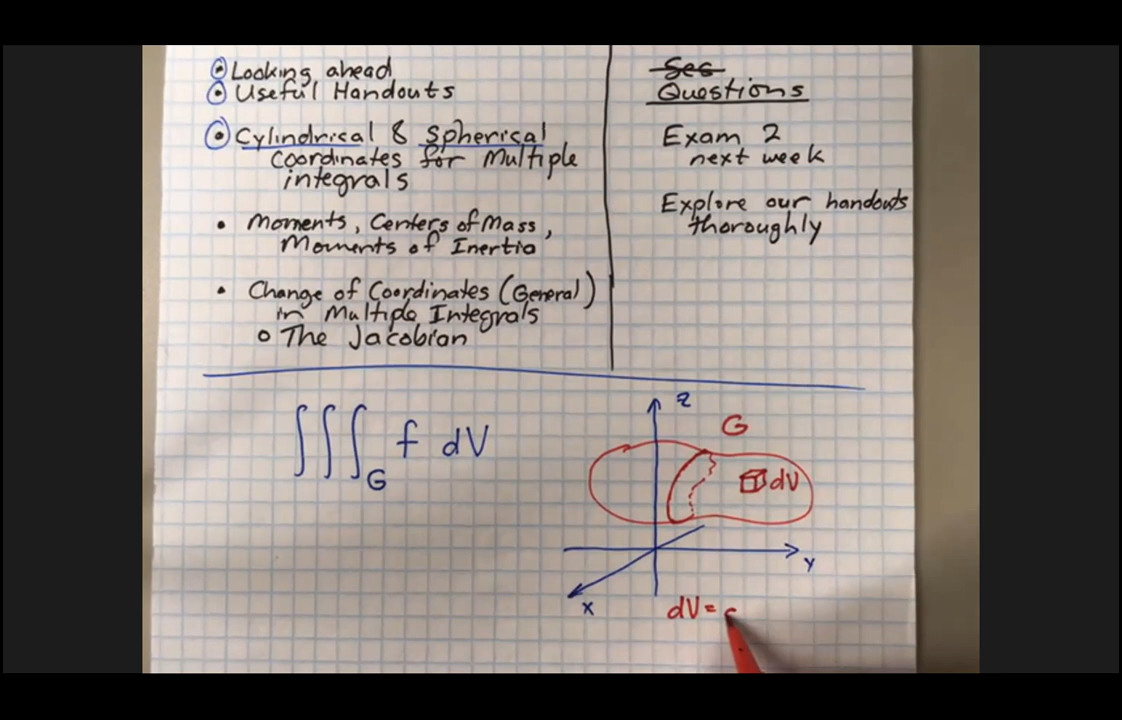 Looking ahead
Useful Handouts
Cylindrical & Spherical
Coordinates for Multiple
integrals
• Moments, Centers of Mass,
Moments of Inertia
• Change of Coordinates (General)
in Multiple Integrals
o The Jacobian
Ses
Questions
Exam 2
next week
Explore our handouts
thoroughly
∭_G f dV
z
G
dV
y
x
dV =